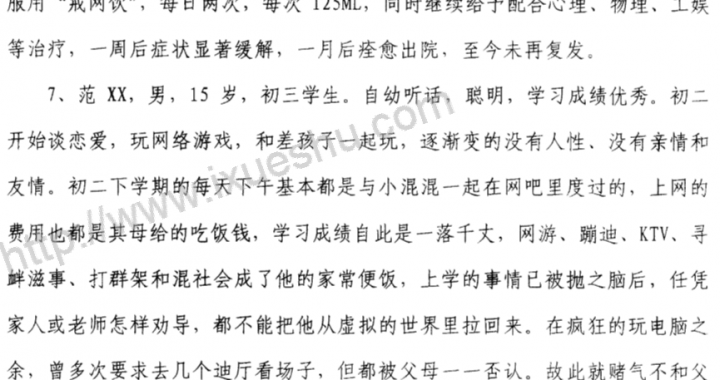 服用“戒网饮”，每日两次，每次 125ML，同时继续给予配合心理、物理、工娱
等治疗，一周后症状显著缓解，一月后痊愈出院，至今未再复发。
7、范 XX，男，15 岁，初三学生。自幼听话，聪明，学习成绩优秀。初二
开始谈恋爱，玩网络游戏，和差孩子一起玩，逐渐变的没有人性、没有亲情和
友情。初二下学期的每天下午基本都是与小混混一起在网吧里度过的，上网的
费用也都是其母给的吃饭钱，学习成绩自此是一落千丈，网游、蹦迪、KTV、寻
衅滋事、打群架和混社会成了他的家常便饭，上学的事情已被抛之脑后，任凭
家人或老师怎样劝导，都不能把他从虚拟的世界里拉回来。在疯狂的玩电脑之
余，曾多次要求去几个迪厅看场子，但都被父母一一否认。故此就赌气不和父
http://www.ixueshu.com